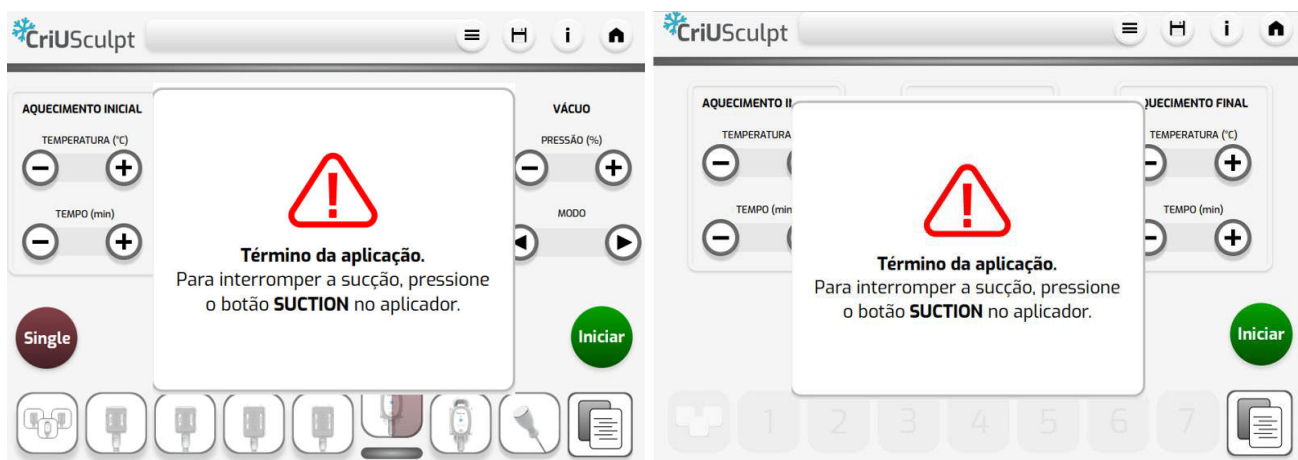 CriUSculpt
AQUECIMENTO INICIAL
TEMPERATURA (°C)
TEMPO (min)
VÁCUO
PRESSÃO (%)
MODO
Término da aplicação.
Para interromper a sucção, pressione
o botão SUCTION no aplicador.
Single
Iniciar
CriUSculpt
AQUECIMENTO
TEMPERATURA
TEMPO (min
QUECIMENTO FINAL
TEMPERATURA (°C)
TEMPO (min)
Término da aplicação.
Para interromper a sucção, pressione
o botão SUCTION no aplicador.
Iniciar
1 2 3 4 5 6 7